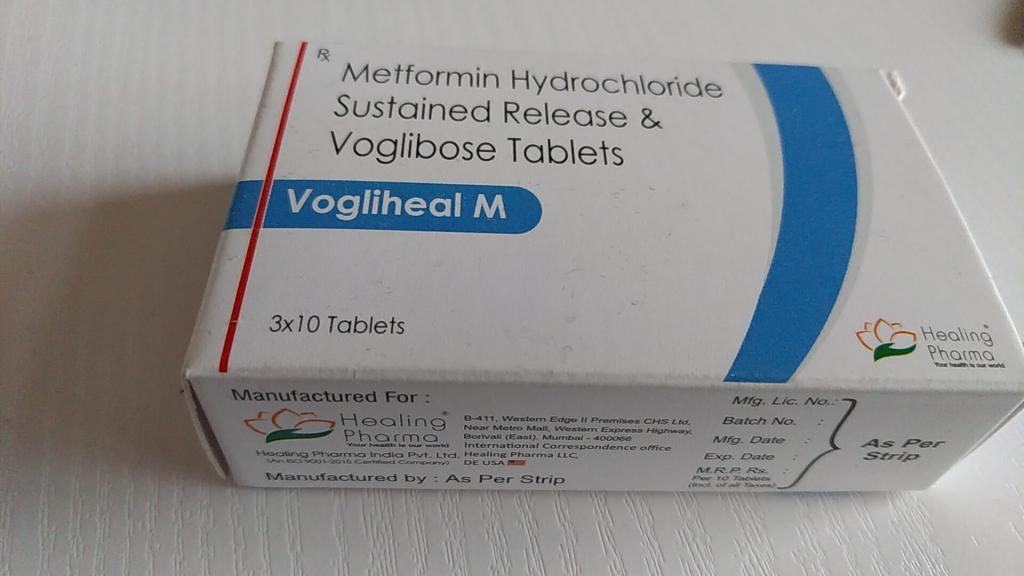 Rx
Metformin Hydrochloride
Sustained Release &
Voglibose Tablets
Vogliheal M
3x10 Tablets
Healing®
Pharma
Your health is our world
Manufactured For :
Healing®
Pharma
Your health is our world
Healing Pharma India Pvt. Ltd.
(An ISO 9001-2015 Certified Company)
Manufactured by : As Per Strip
B-411, Western Edge II Premises CHS Ltd,
Near Metro Mall, Western Express Highway,
Borivali (East), Mumbai - 400066
International Correspondence office
Healing Pharma LLC,
DE USA
Mfg. Lic. No.:
Batch No. :
Mfg. Date :
Exp. Date :
M.R.P. Rs. :
Per 10 Tablets
(Incl. of all Taxes)
As Per
Strip